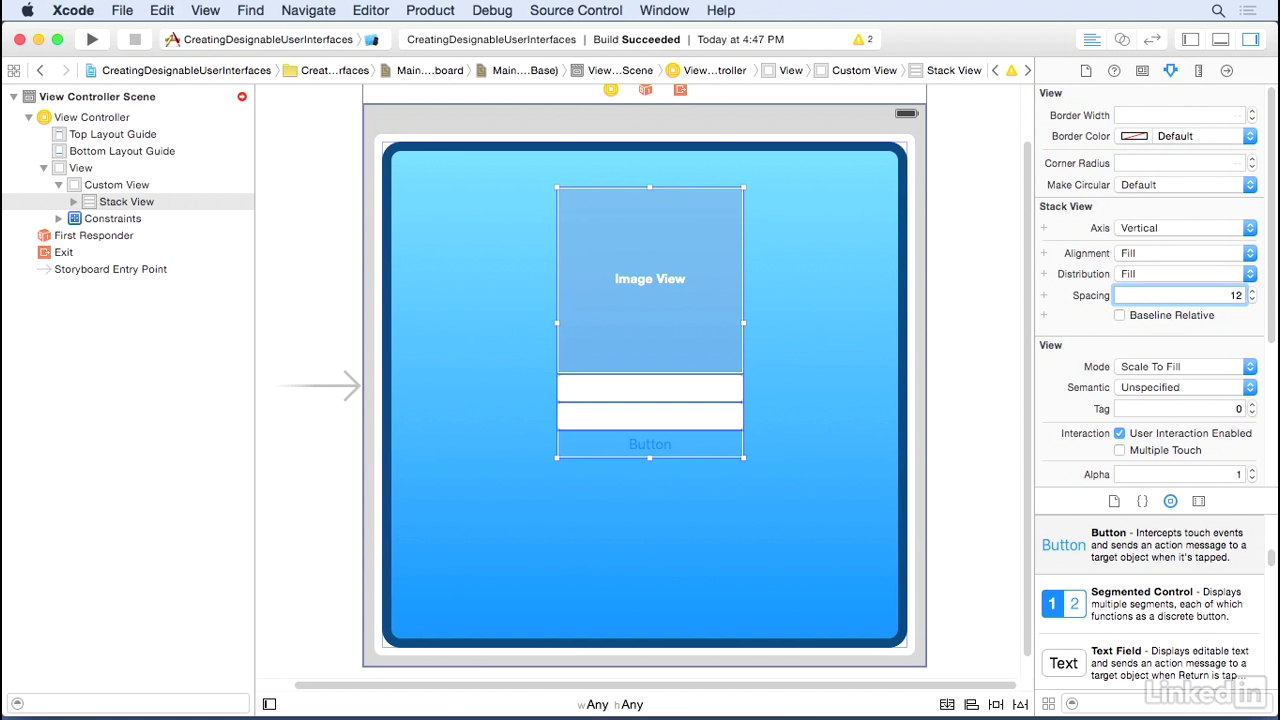 Xcode File Edit View Find Navigate Editor Product Debug Source Control Window Help
CreatingDesignableUserInterfaces CreatingDesignableUserInterfaces | Build Succeeded | Today at 4:47 PM 2
CreatingDesignableUserInterfaces Creat...rfaces Main....board Main....Base) View...Scene View...troller View Custom View Stack View
View Controller Scene
View Controller
Top Layout Guide
Bottom Layout Guide
View
Custom View
Stack View
Constraints
First Responder
Exit
Storyboard Entry Point
Image View
Button
wAny hAny
View
Border Width
Border Color Default
Corner Radius
Make Circular Default
Stack View
Axis Vertical
Alignment Fill
Distribution Fill
Spacing 12
Baseline Relative
View
Mode Scale To Fill
Semantic Unspecified
Tag 0
Interaction User Interaction Enabled
Multiple Touch
Alpha 1
Button Button - Intercepts touch events
and sends an action message to a
target object when it's tapped.
1 2 Segmented Control - Displays
multiple segments, each of which
functions as a discrete button.
Text Text Field - Displays editable text
and sends an action message to a
target object when Return is tap...
Linked in